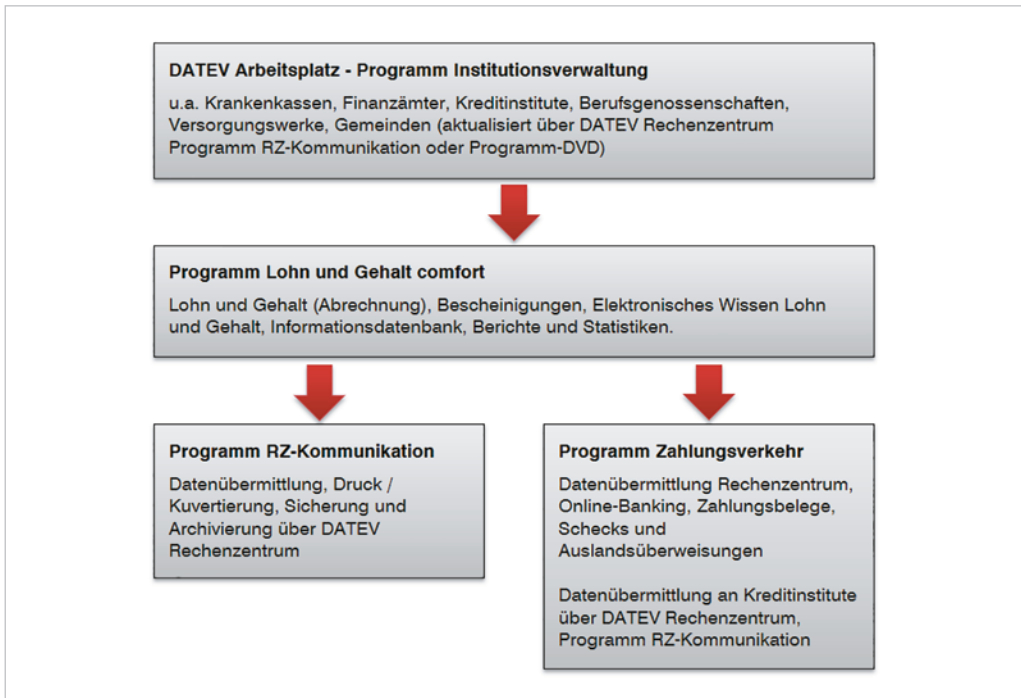 DATEV Arbeitsplatz - Programm Institutionsverwaltung
u.a. Krankenkassen, Finanzämter, Kreditinstitute, Berufsgenossenschaften,
Versorgungswerke, Gemeinden (aktualisiert über DATEV Rechenzentrum
Programm RZ-Kommunikation oder Programm-DVD)
Programm Lohn und Gehalt comfort
Lohn und Gehalt (Abrechnung), Bescheinigungen, Elektronisches Wissen Lohn
und Gehalt, Informationsdatenbank, Berichte und Statistiken.
Programm RZ-Kommunikation
Datenübermittlung, Druck /
Kuvertierung, Sicherung und
Archivierung über DATEV
Rechenzentrum
Programm Zahlungsverkehr
Datenübermittlung Rechenzentrum,
Online-Banking, Zahlungsbelege,
Schecks und
Auslandsüberweisungen
Datenübermittlung an Kreditinstitute
über DATEV Rechenzentrum,
Programm RZ-Kommunikation